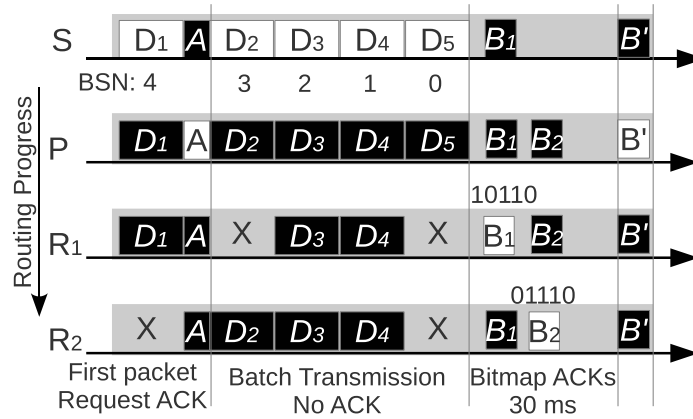 S D1 A D2 D3 D4 D5 B1 B'
BSN: 4 3 2 1 0
P D1 A D2 D3 D4 D5 B1 B2 B'
10110
R1 D1 A X D3 D4 X B1 B2 B'
01110
R2 X A D2 D3 D4 X B1 B2 B'
Routing Progress
First packet
Request ACK
Batch Transmission
No ACK
Bitmap ACKs
30 ms